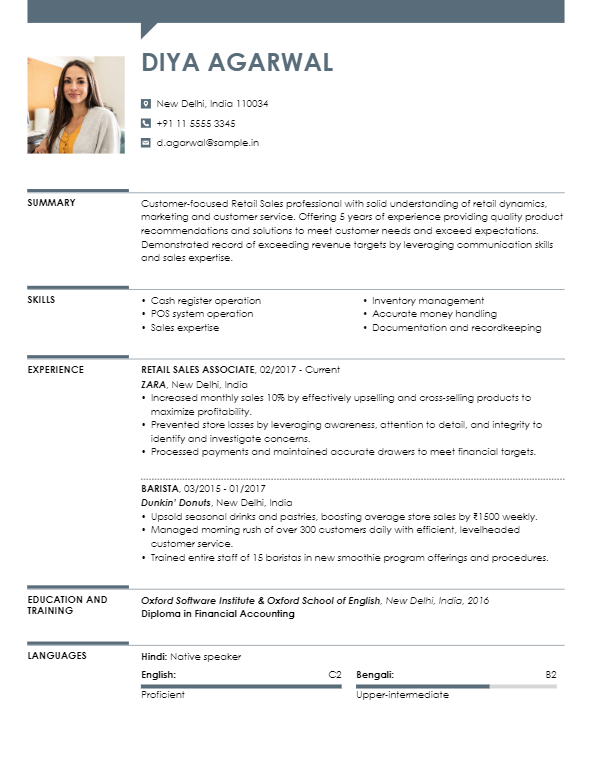 DIYA AGARWAL
New Delhi, India 110034
+91 11 5555 3345
d.agarwal@sample.in
SUMMARY
Customer-focused Retail Sales professional with solid understanding of retail dynamics,
marketing and customer service. Offering 5 years of experience providing quality product
recommendations and solutions to meet customer needs and exceed expectations.
Demonstrated record of exceeding revenue targets by leveraging communication skills
and sales expertise.
SKILLS
• Cash register operation
• POS system operation
• Sales expertise
• Inventory management
• Accurate money handling
• Documentation and recordkeeping
EXPERIENCE
RETAIL SALES ASSOCIATE, 02/2017 - Current
ZARA, New Delhi, India
• Increased monthly sales 10% by effectively upselling and cross-selling products to
maximize profitability.
• Prevented store losses by leveraging awareness, attention to detail, and integrity to
identify and investigate concerns.
• Processed payments and maintained accurate drawers to meet financial targets.
BARISTA, 03/2015 - 01/2017
Dunkin' Donuts, New Delhi, India
• Upsold seasonal drinks and pastries, boosting average store sales by ₹1500 weekly.
• Managed morning rush of over 300 customers daily with efficient, levelheaded
customer service.
• Trained entire staff of 15 baristas in new smoothie program offerings and procedures.
EDUCATION AND
TRAINING
Oxford Software Institute & Oxford School of English, New Delhi, India, 2016
Diploma in Financial Accounting
LANGUAGES
Hindi: Native speaker
English: C2
Proficient
Bengali: B2
Upper-intermediate